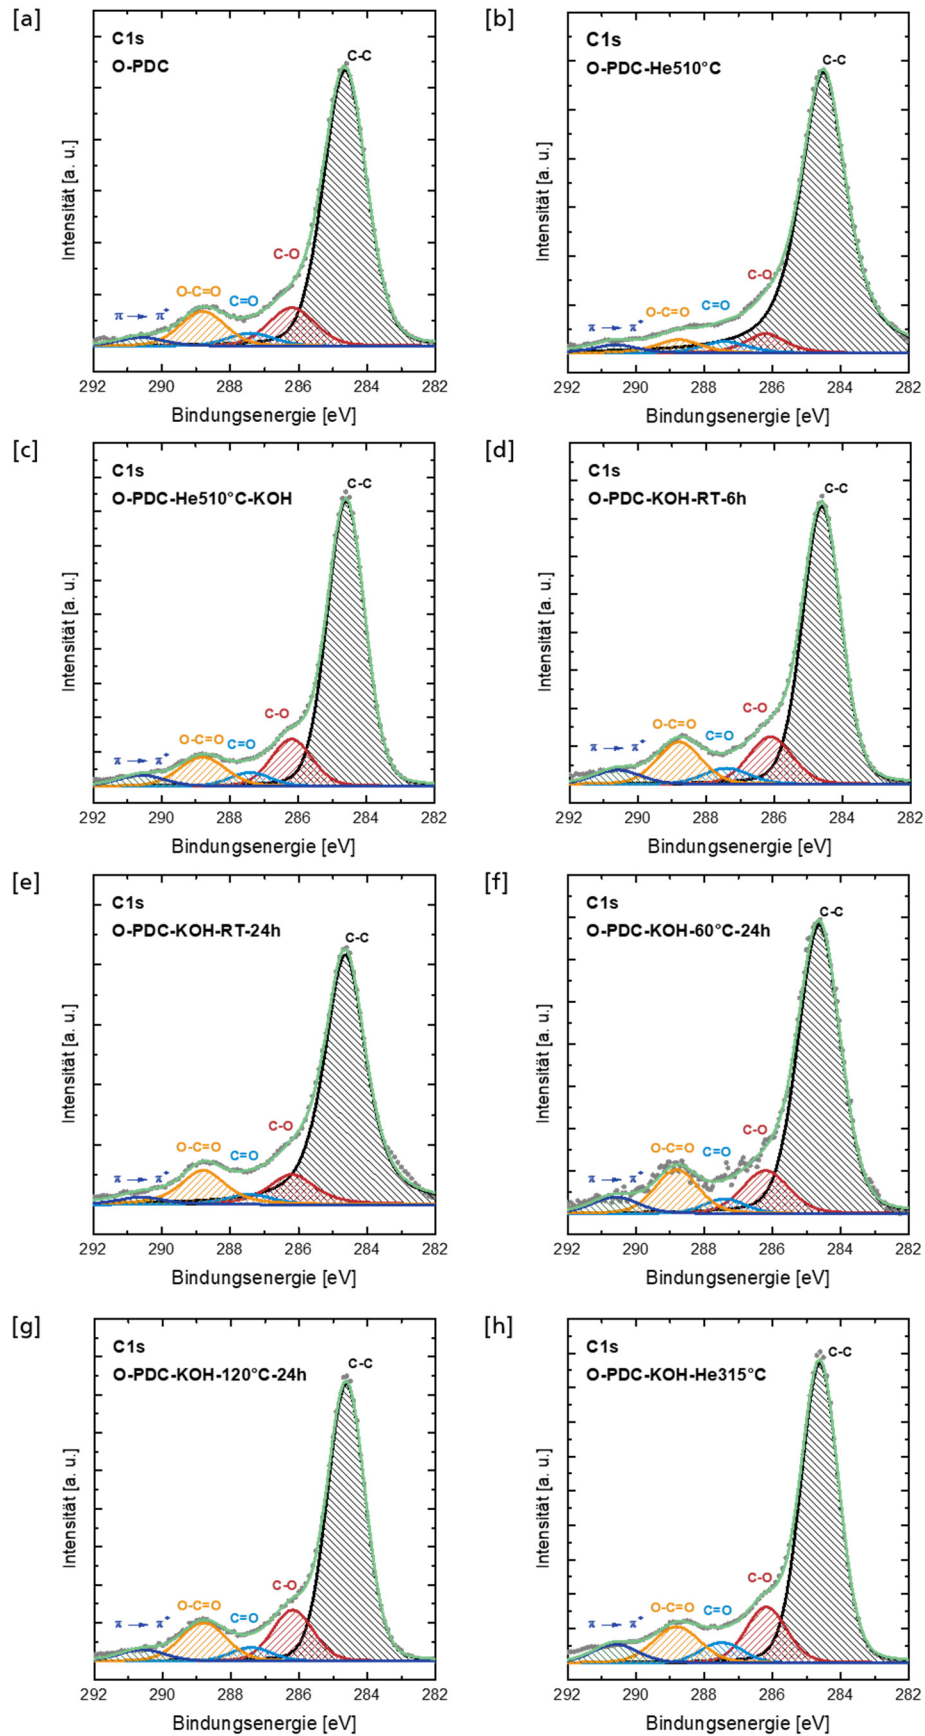 [a]
C1s
O-PDC
C-C
C-O
O-C=O
C=O
π → π*
Intensität [a. u.]
292 290 288 286 284 282
Bindungsenergie [eV]
[b]
C1s
O-PDC-He510°C
C-C
C-O
O-C=O
C=O
π → π*
Intensität [a. u.]
292 290 288 286 284 282
Bindungsenergie [eV]
[c]
C1s
O-PDC-He510°C-KOH
C-C
C-O
O-C=O
C=O
π → π*
Intensität [a. u.]
292 290 288 286 284 282
Bindungsenergie [eV]
[d]
C1s
O-PDC-KOH-RT-6h
C-C
C-O
O-C=O
C=O
π → π*
Intensität [a. u.]
292 290 288 286 284 282
Bindungsenergie [eV]
[e]
C1s
O-PDC-KOH-RT-24h
C-C
C-O
O-C=O
C=O
π → π*
Intensität [a. u.]
292 290 288 286 284 282
Bindungsenergie [eV]
[f]
C1s
O-PDC-KOH-60°C-24h
C-C
C-O
O-C=O
C=O
π → π*
Intensität [a. u.]
292 290 288 286 284 282
Bindungsenergie [eV]
[g]
C1s
O-PDC-KOH-120°C-24h
C-C
C-O
O-C=O
C=O
π → π*
Intensität [a. u.]
292 290 288 286 284 282
Bindungsenergie [eV]
[h]
C1s
O-PDC-KOH-He315°C
C-C
C-O
O-C=O
C=O
π → π*
Intensität [a. u.]
292 290 288 286 284 282
Bindungsenergie [eV]